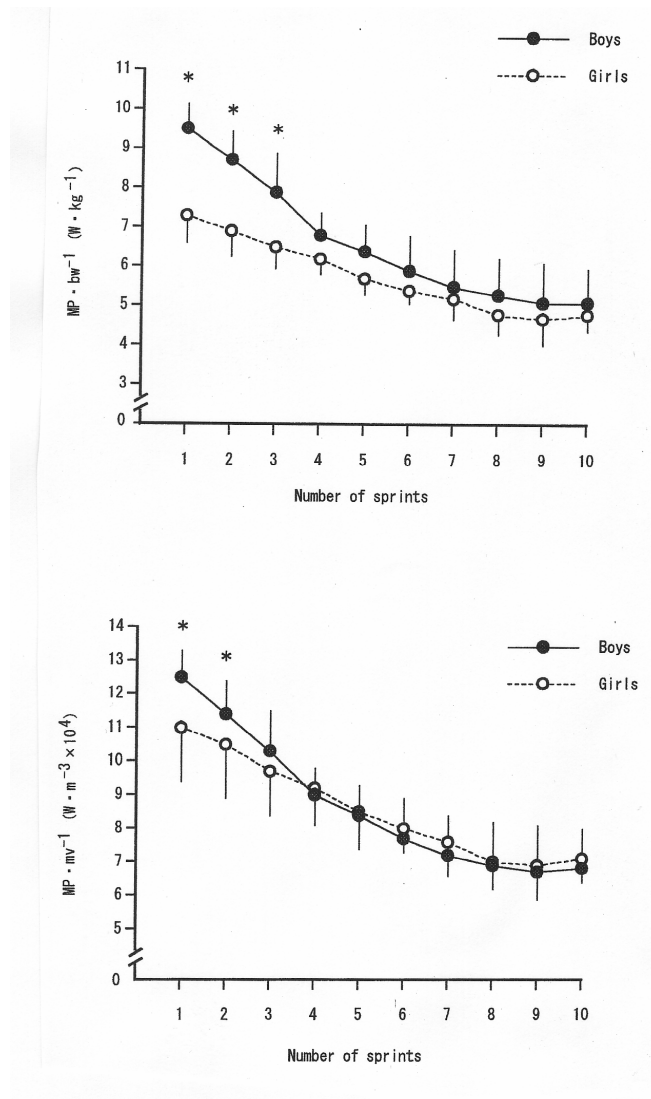 Boys
Girls
11
10
9
8
7
6
5
4
3
0
* * *
MP・bw⁻¹ (W・kg⁻¹)
1 2 3 4 5 6 7 8 9 10
Number of sprints
Boys
Girls
14
13
12
11
10
9
8
7
6
5
0
* *
MP・mv⁻¹ (W・m⁻³×10⁴)
1 2 3 4 5 6 7 8 9 10
Number of sprints